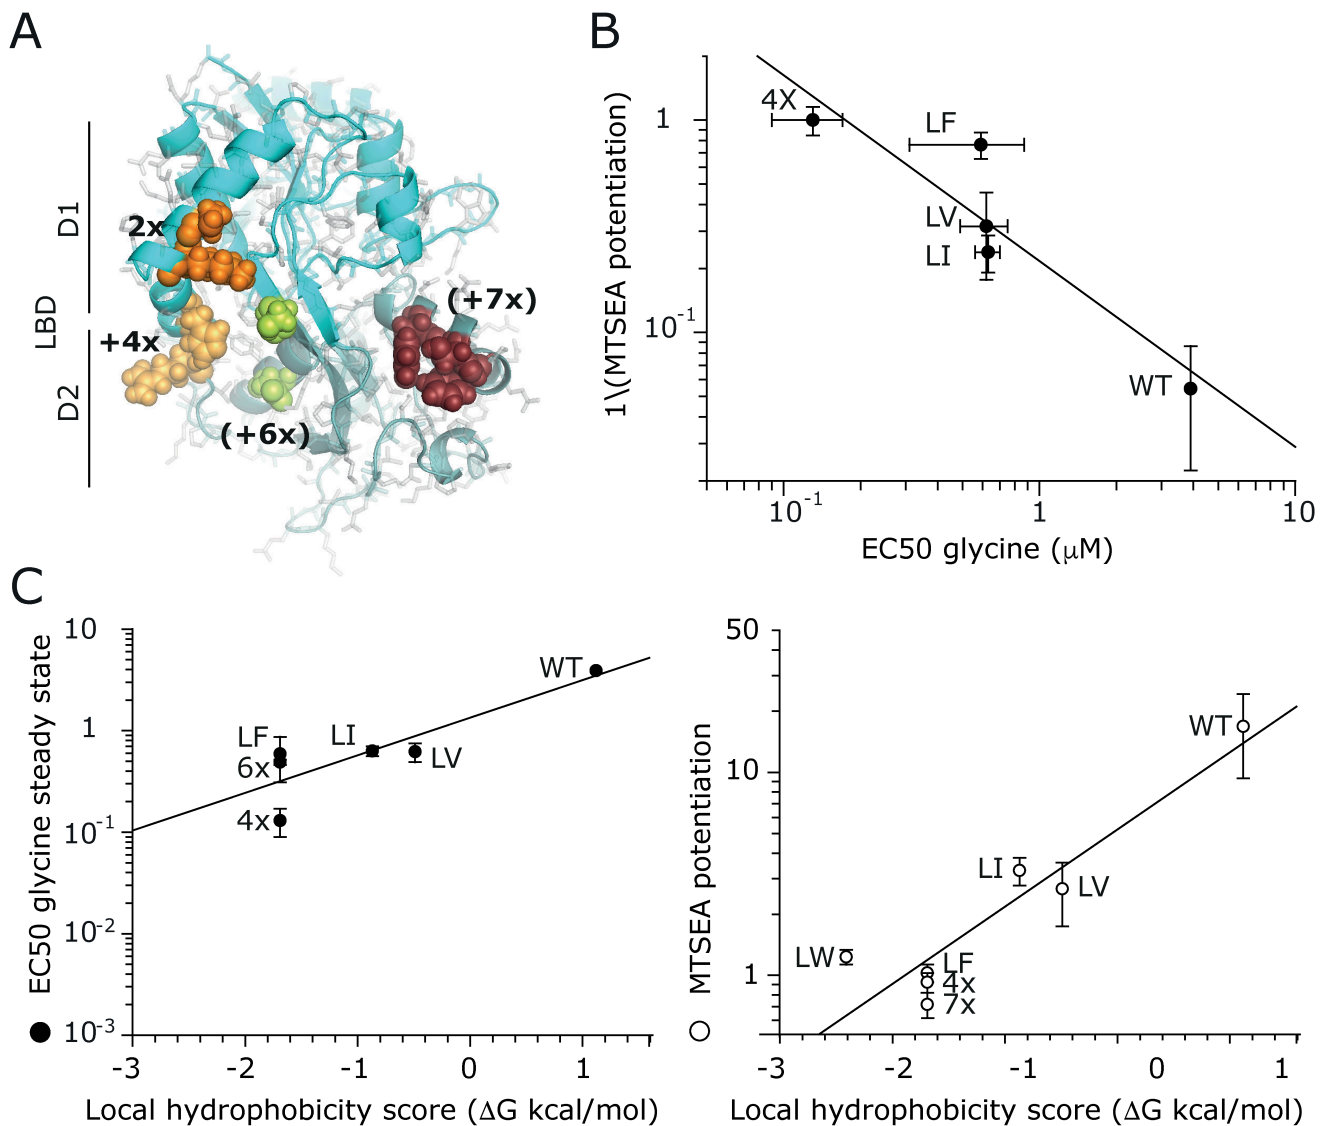 A
2x
+4x
(+6x)
(+7x)
D1
LBD
D2
B
1\(MTSEA potentiation)
1
10-1
4X
LF
LV
LI
WT
10-1
1
10
EC50 glycine (µM)
C
EC50 glycine steady state
10
1
10-1
10-2
10-3
WT
LF
6x
4x
LI
LV
-3
-2
-1
0
1
Local hydrophobicity score (ΔG kcal/mol)
MTSEA potentiation
50
10
1
WT
LI
LV
LW
LF
4x
7x
-3
-2
-1
0
1
Local hydrophobicity score (ΔG kcal/mol)